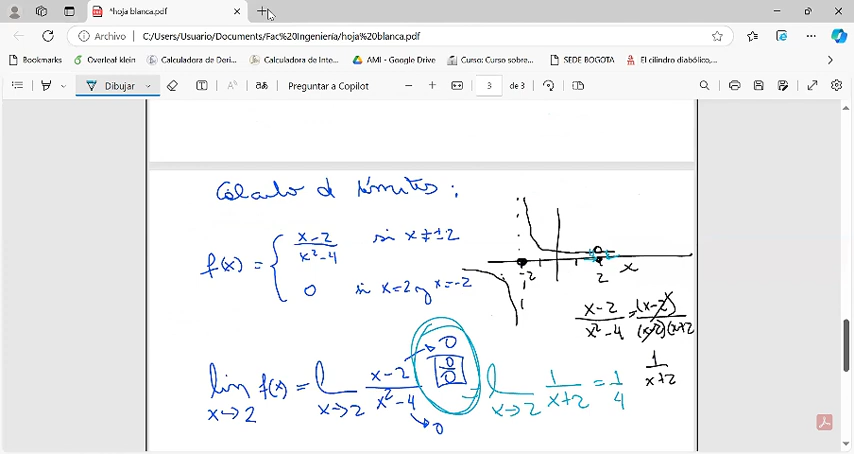 *hoja blanca.pdf
Archivo C:/Users/Usuario/Documents/Fac%20Ingenieria/hoja%20blanca.pdf
Bookmarks Overleaf klein Calculadora de Deri... Calculadora de Inte... AMI - Google Drive Curso: Curso sobre... SEDE BOGOTA El cilindro diabólico,...
Dibujar Preguntar a Copilot 3 de 3
Cálculo d límites:
f(x) = { x-2 / x²-4 si x ≠ ±2
0 si x=2 y x=-2
-2 2 x
x-2 / x²-4 = (x-2) / (x-2)(x+2
1 / x+2
lim x→2 f(x) = l x→2 x-2 / x²-4 → 0 → 0 0/0 = l x→2 1 / x+2 = 1/4